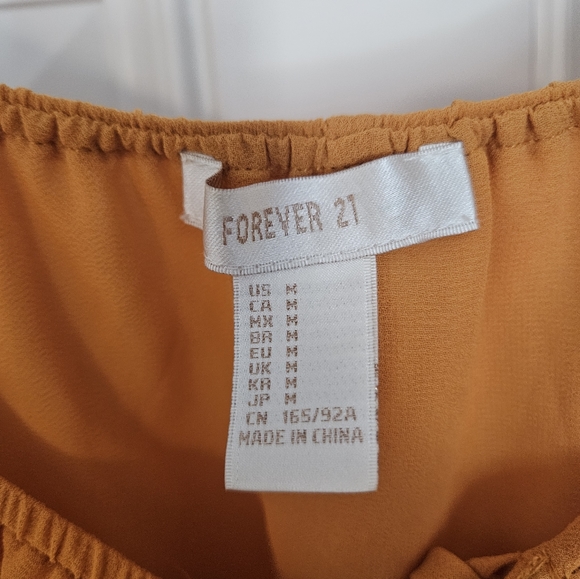 FOREVER 21
US M
CA M
MX M
BR M
EU M
UK M
KR M
JP M
CN 165/92A
MADE IN CHINA